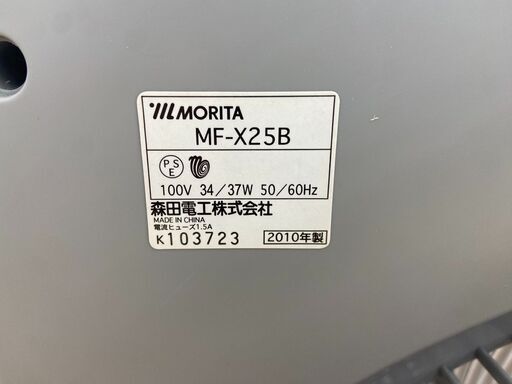 MORITA
MF-X25B
PSE
100V 34/37W 50/60Hz
森田電工株式会社
MADE IN CHINA
電流ヒューズ1.5A
K103723 2010年製